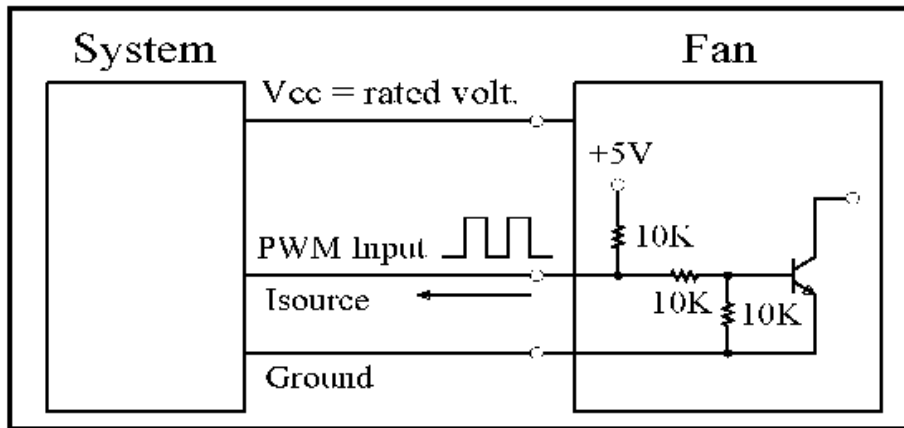 System
Fan
Vcc = rated volt.
+5V
10K
PWM Input
10K
10K
Isource
Ground